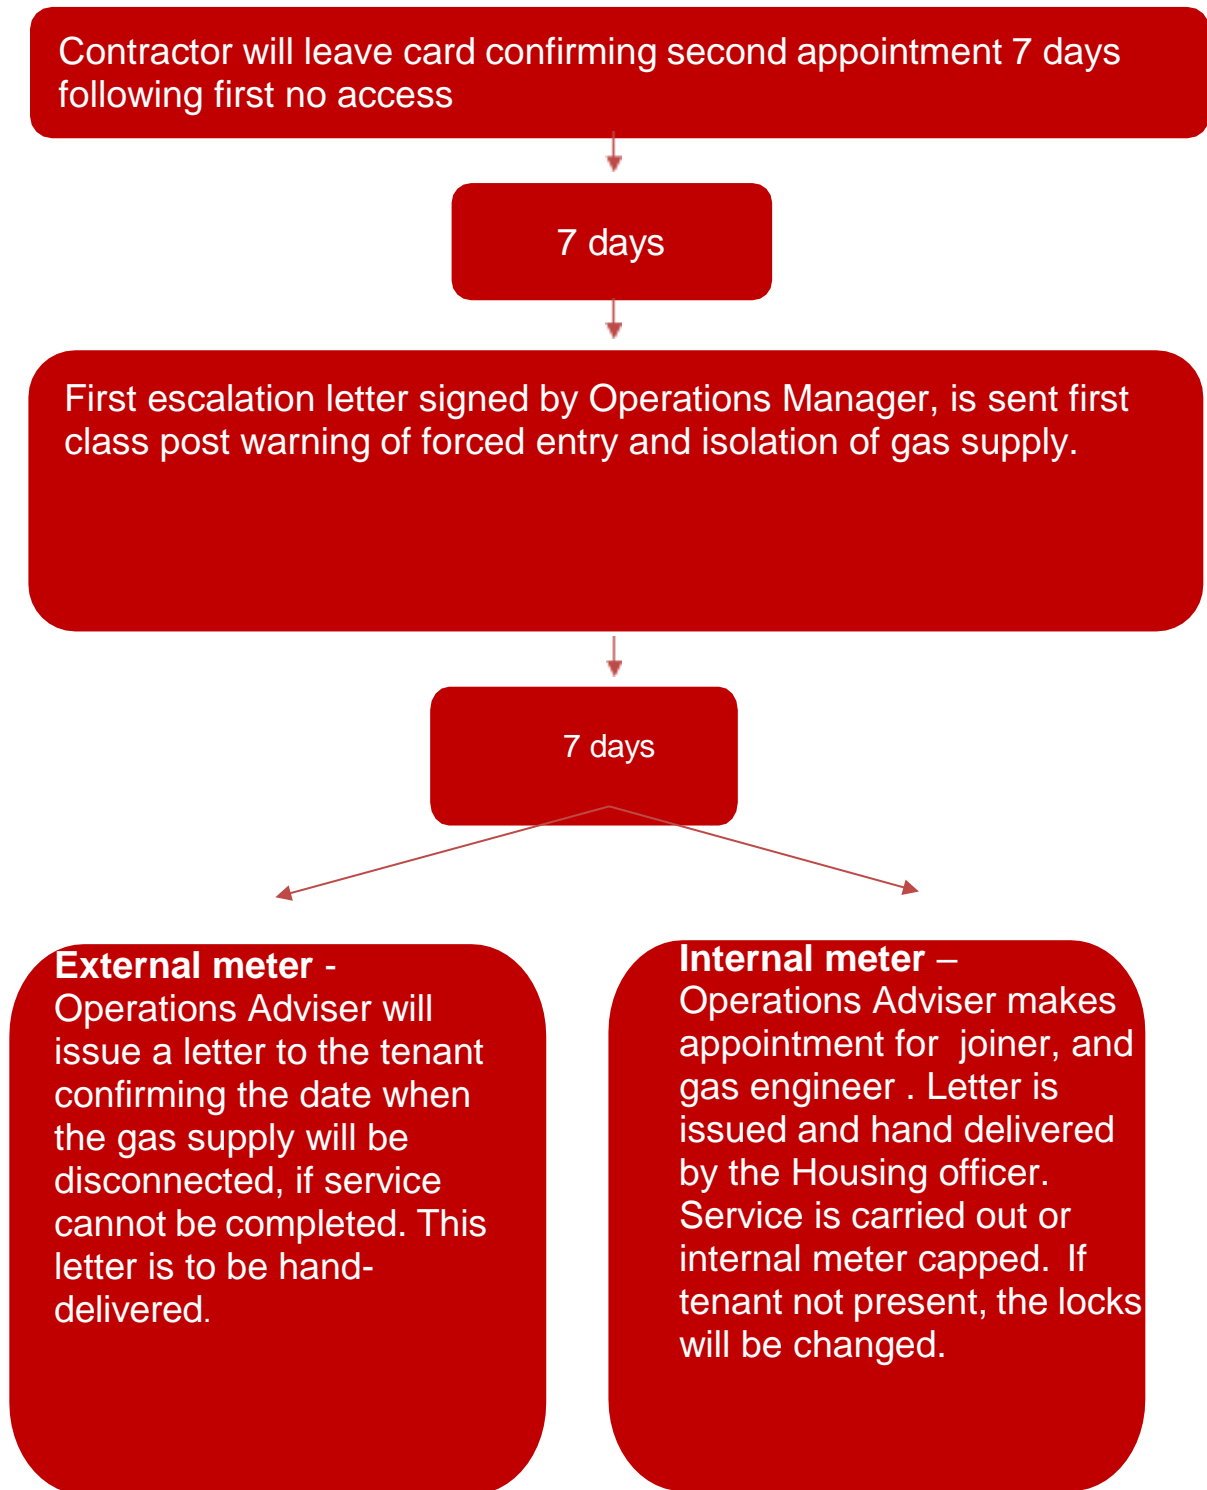 Contractor will leave card confirming second appointment 7 days
following first no access
7 days
First escalation letter signed by Operations Manager, is sent first
class post warning of forced entry and isolation of gas supply.
7 days
External meter -
Operations Adviser will
issue a letter to the tenant
confirming the date when
the gas supply will be
disconnected, if service
cannot be completed. This
letter is to be hand-
delivered.
Internal meter –
Operations Adviser makes
appointment for  joiner, and
gas engineer . Letter is
issued and hand delivered
by the Housing officer.
Service is carried out or
internal meter capped.  If
tenant not present, the locks
will be changed.